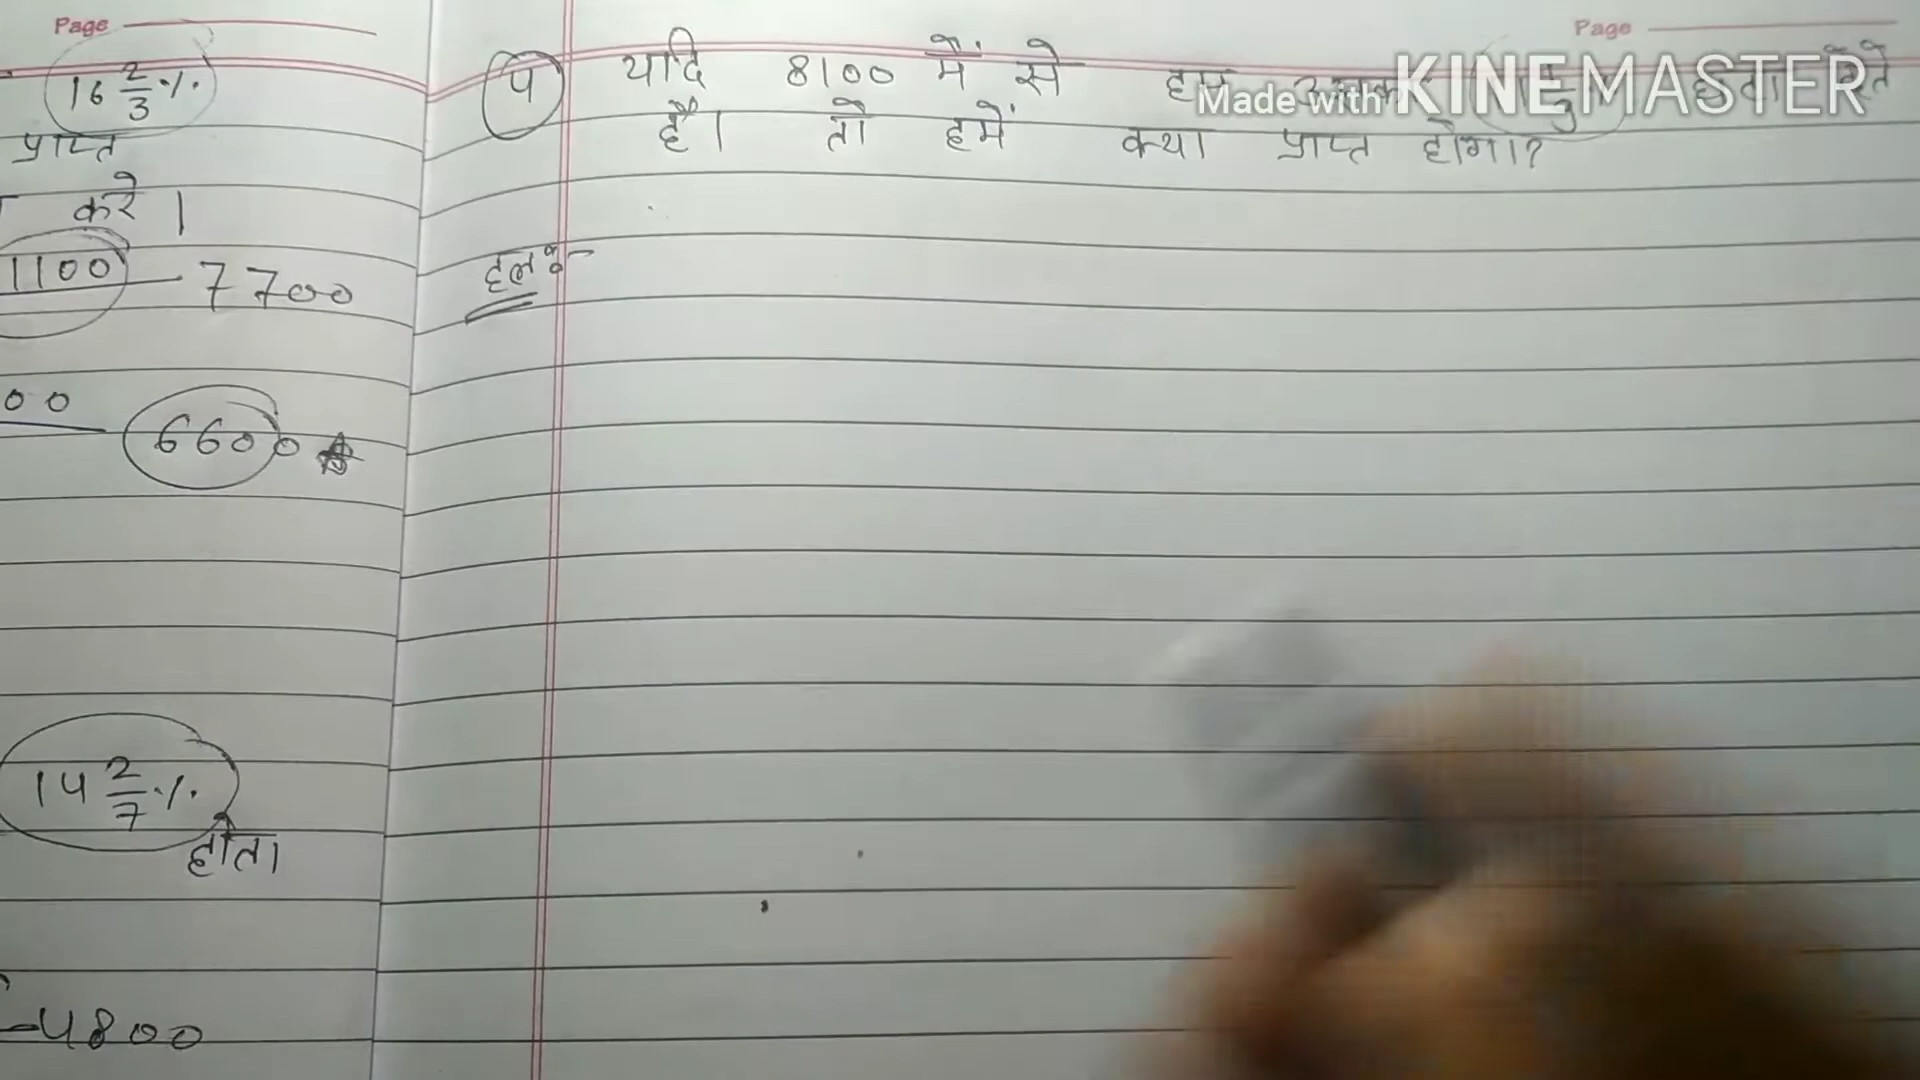 Page
16 2/3 %
प्राप्त
करे ।
1100 - 7700
00
6600
14 2/7 %
होता
-4800
Page
Made with KINEMASTER
प यदि 8100 में से हम
है। तो हमें क्या प्राप्त होगा?
हल :-